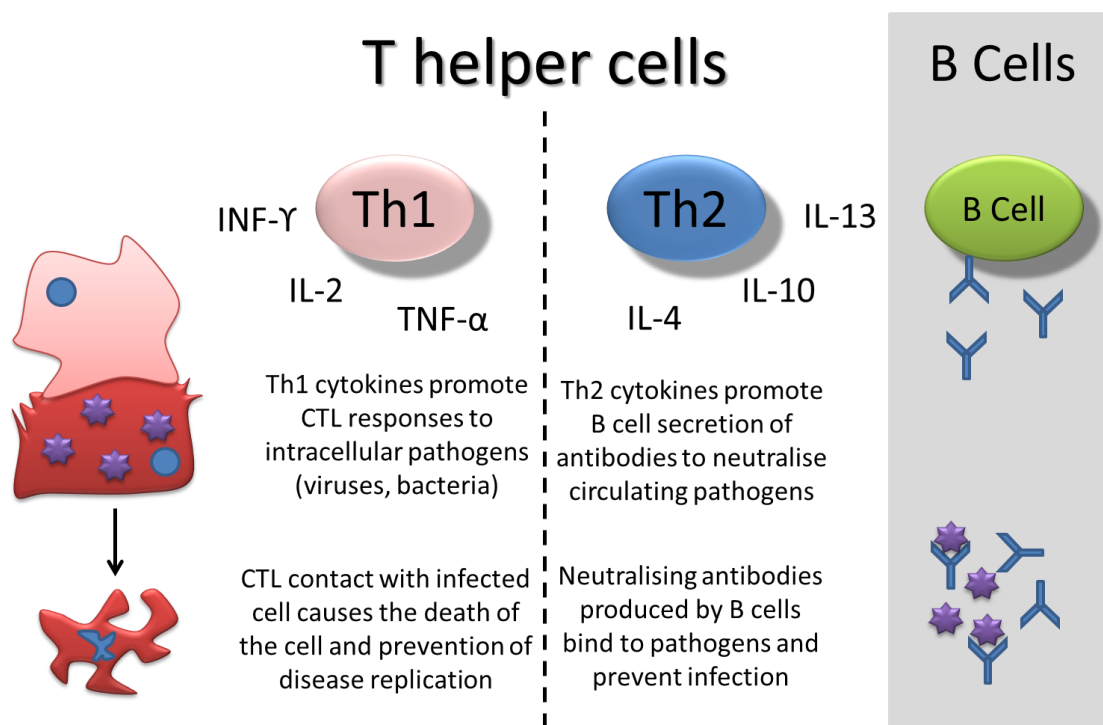 T helper cells
B Cells
Th1
INF-ϒ
IL-2
TNF-α
Th1 cytokines promote
CTL responses to
intracellular pathogens
(viruses, bacteria)
CTL contact with infected
cell causes the death of
the cell and prevention of
disease replication
Th2
IL-13
IL-10
IL-4
Th2 cytokines promote
B cell secretion of
antibodies to neutralise
circulating pathogens
Neutralising antibodies
produced by B cells
bind to pathogens and
prevent infection
B Cell